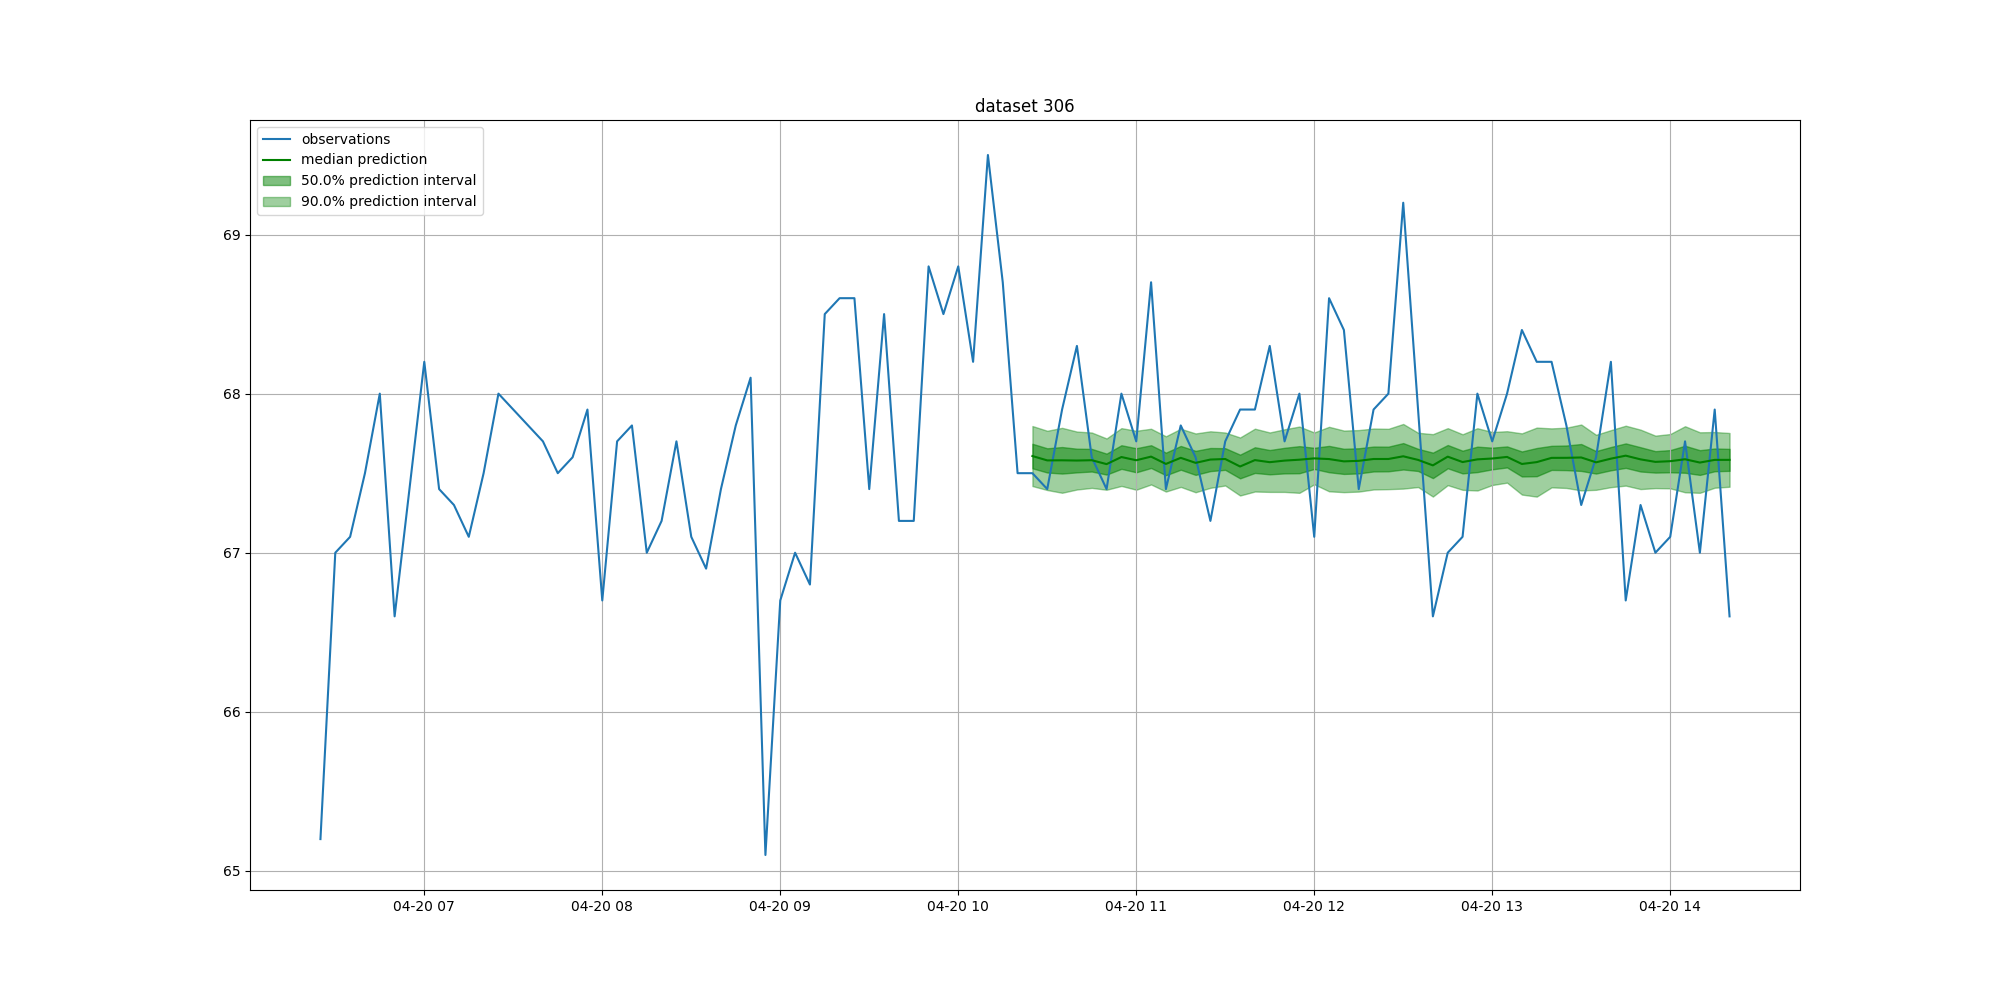 dataset 306
observations
median prediction
50.0% prediction interval
90.0% prediction interval
69
68
67
66
65
04-20 07
04-20 08
04-20 09
04-20 10
04-20 11
04-20 12
04-20 13
04-20 14